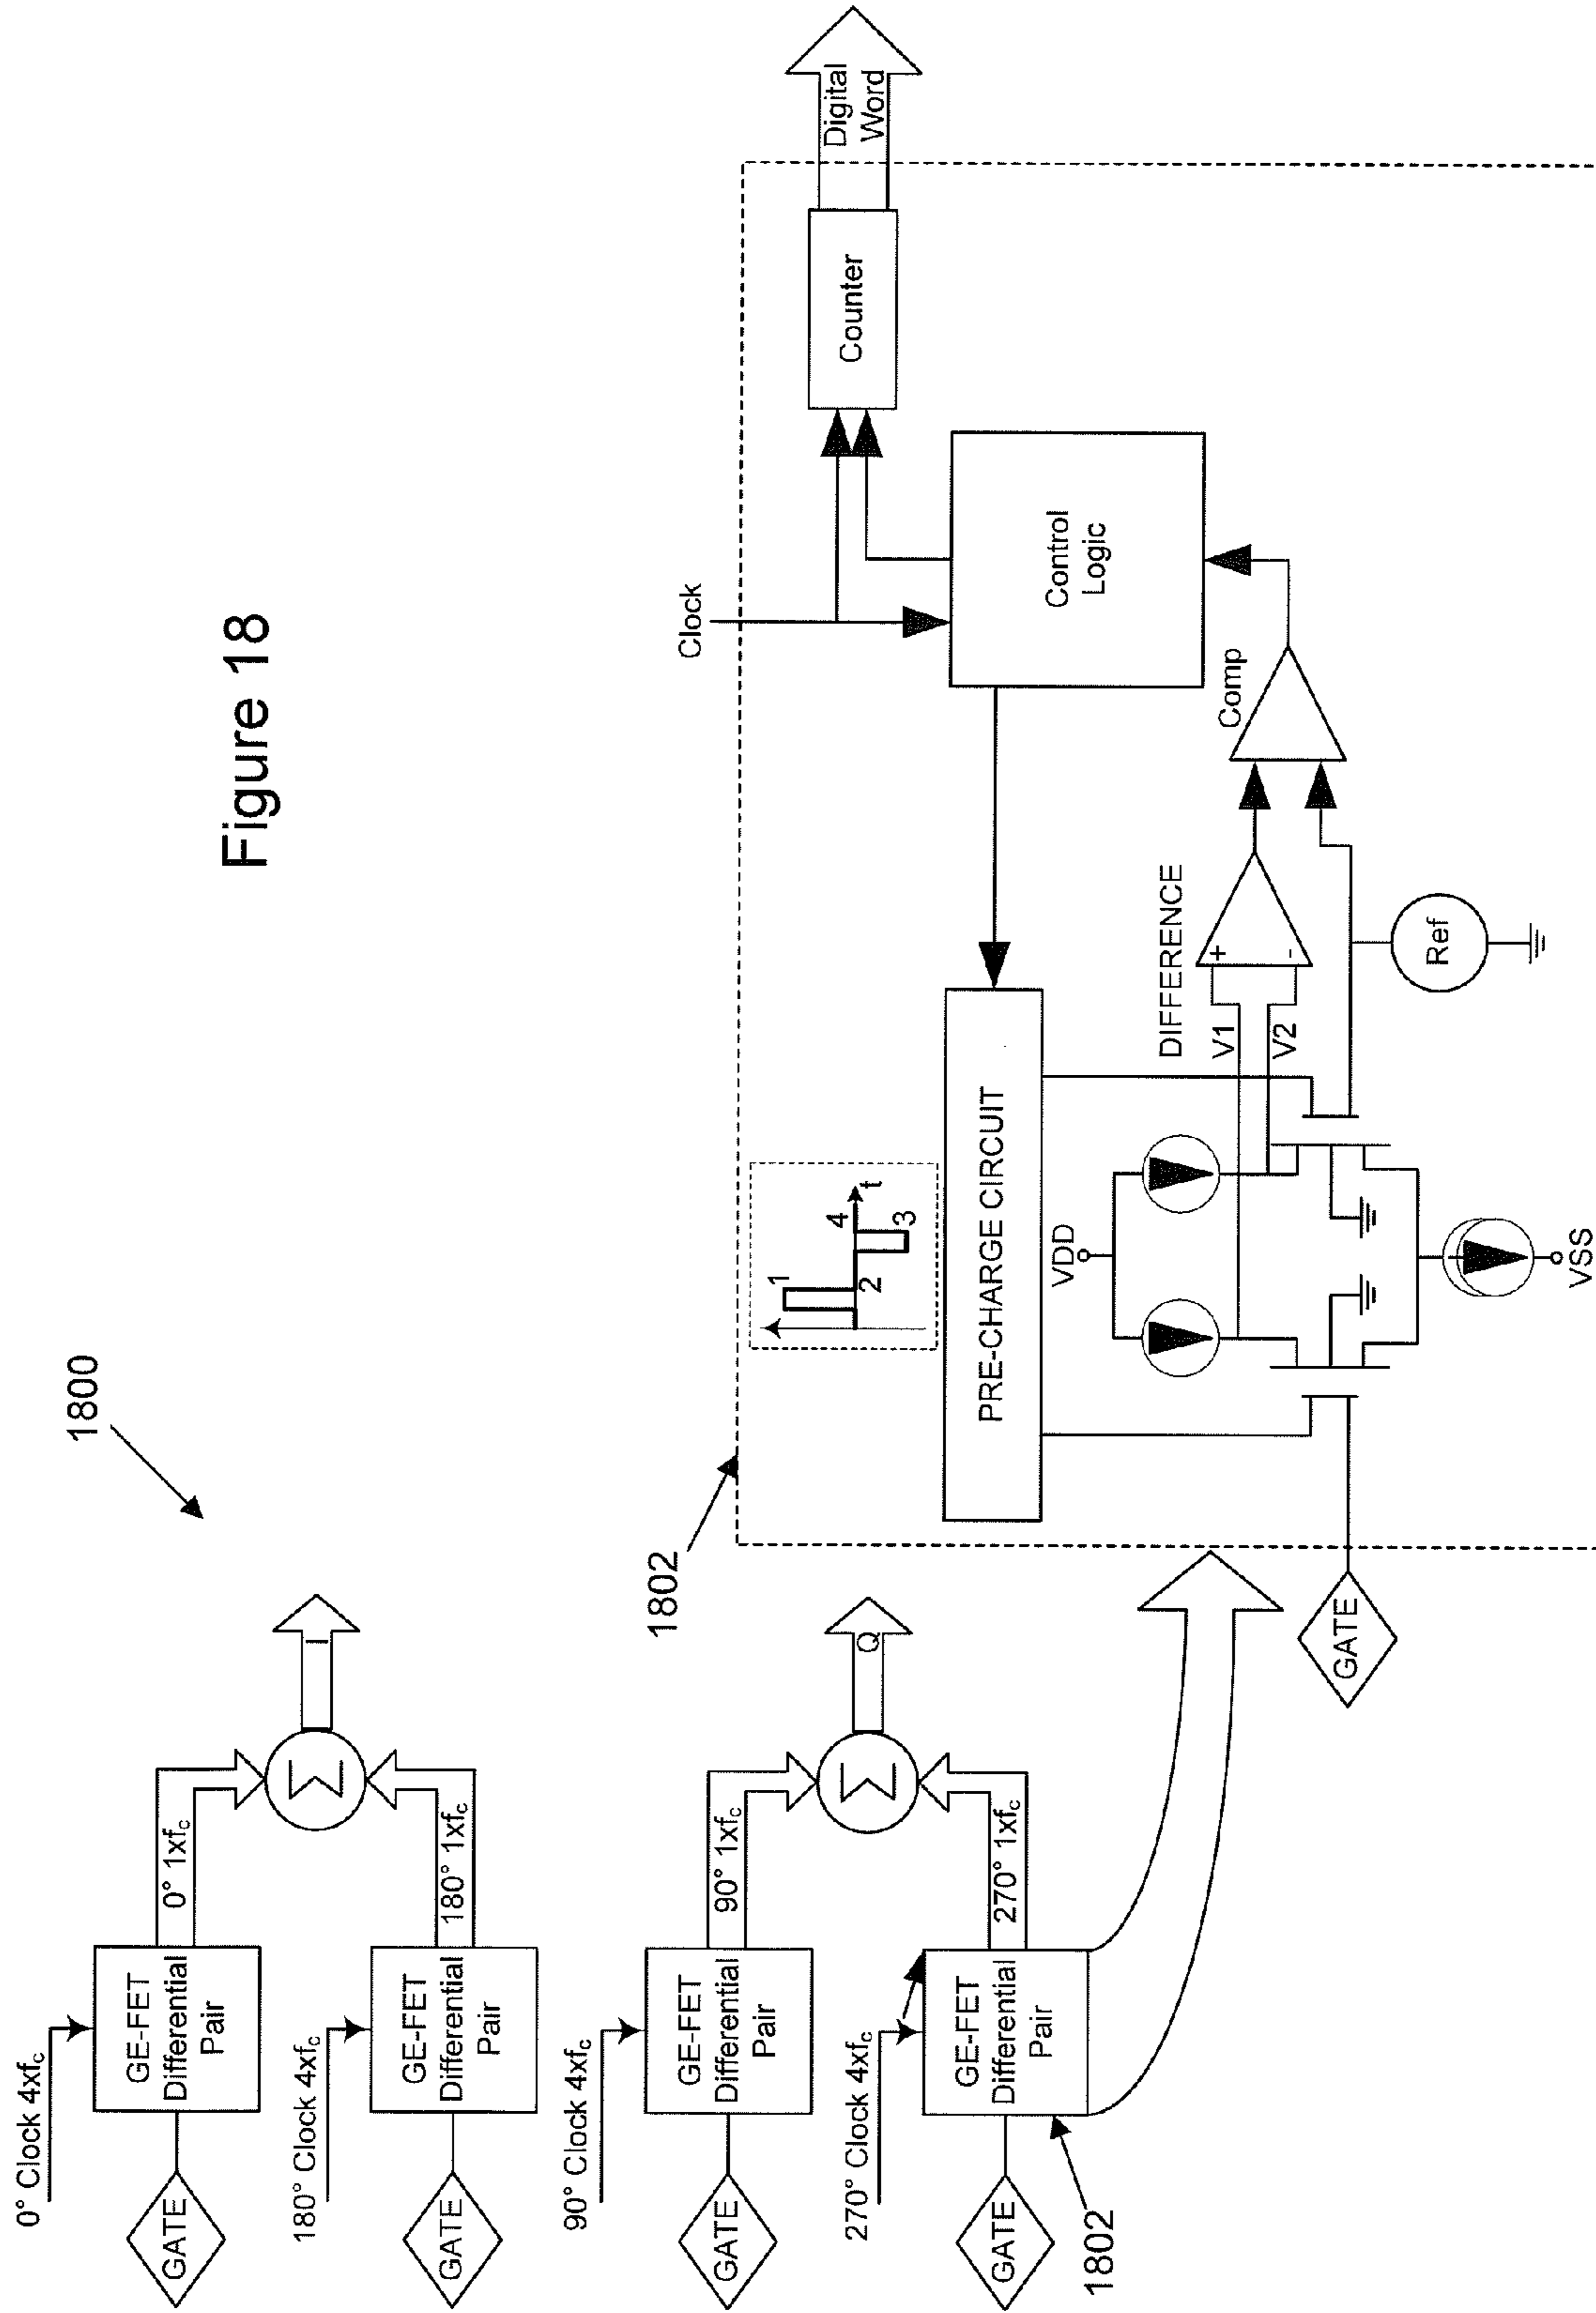 Figure 18
1800
0° Clock 4xfc
GATE
GE-FET
Differential
Pair
0° 1xfc
180° Clock 4xfc
GATE
GE-FET
Differential
Pair
180° 1xfc
Σ
I
90° Clock 4xfc
GATE
GE-FET
Differential
Pair
90° 1xfc
270° Clock 4xfc
GATE
GE-FET
Differential
Pair
270° 1xfc
Σ
Q
1802
1802
GATE
1
2
3
4
t
PRE-CHARGE CIRCUIT
VDD
VSS
V1
V2
DIFFERENCE
+
-
Ref
Comp
Control
Logic
Clock
Counter
Digital
Word